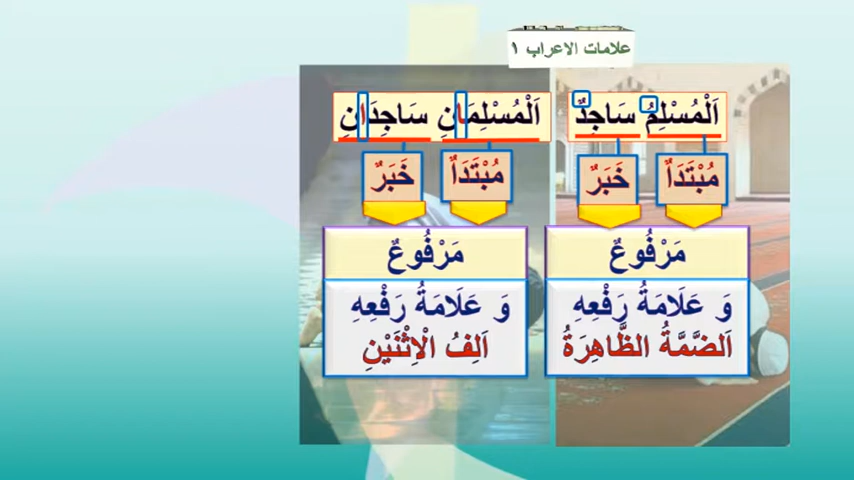 علامات الاعراب ١
اَلْمُسْلِمُ سَاجِدٌ
مُبْتَدَاٌ
خَبَرٌ
مَرْفُوعٌ
وَ عَلَامَةُ رَفْعِهِ
اَلضَّمَّةُ الظَّاهِرَةُ
اَلْمُسْلِمَانِ سَاجِدَانِ
مُبْتَدَاٌ
خَبَرٌ
مَرْفُوعٌ
وَ عَلَامَةُ رَفْعِهِ
اَلِفُ الْاِثْنَيْنِ